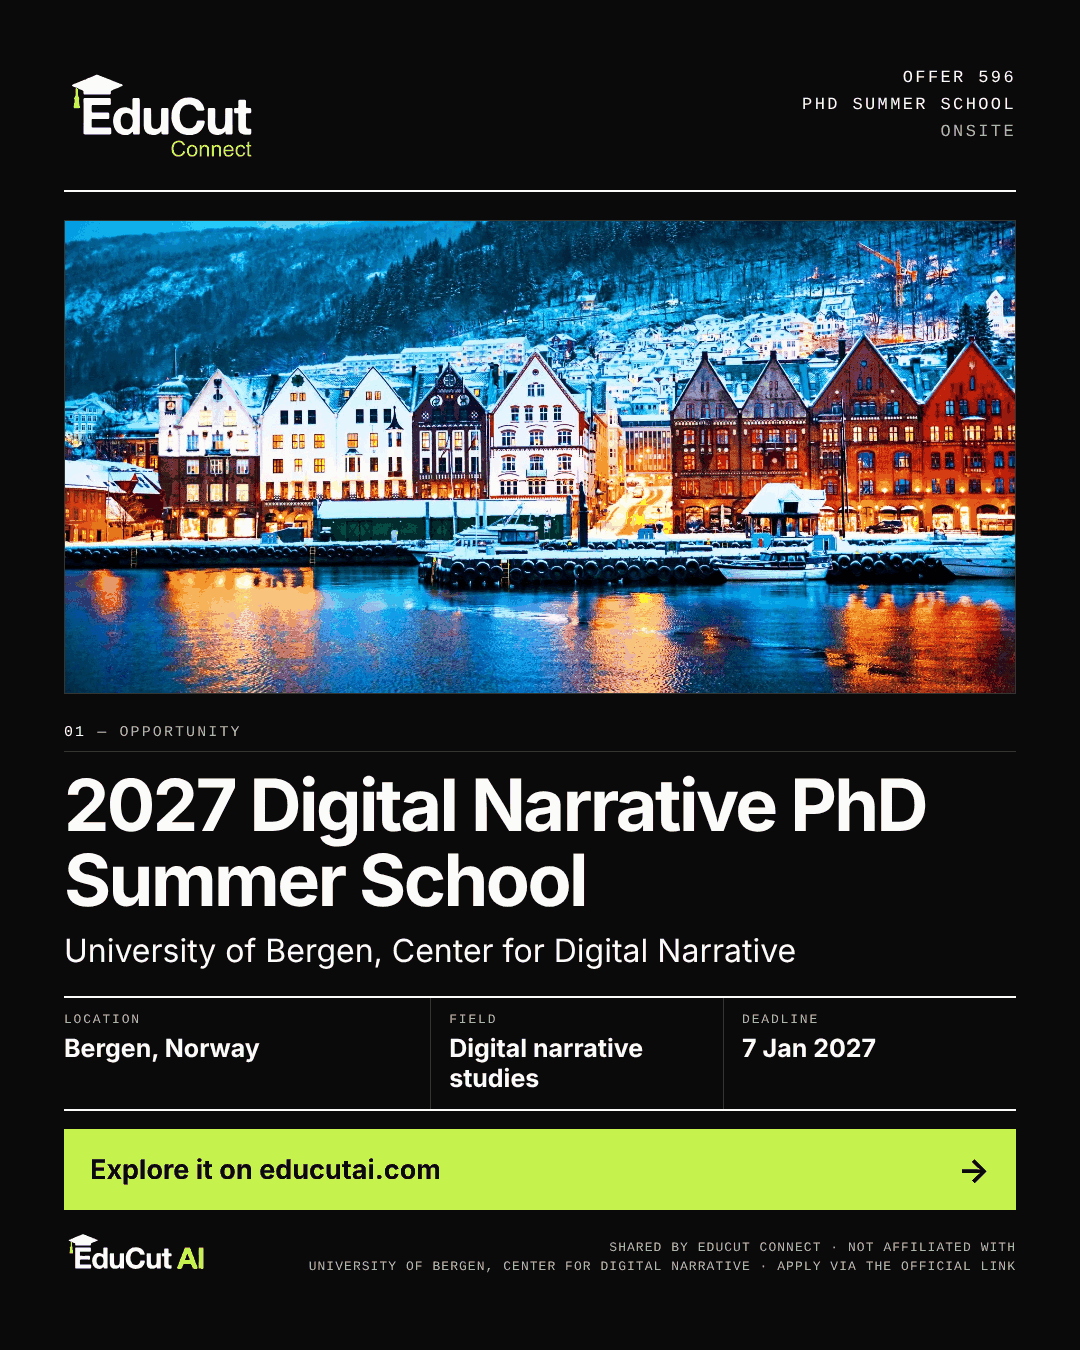 EduCut
Connect
OFFER 596
PHD SUMMER SCHOOL
ONSITE
01 — OPPORTUNITY
2027 Digital Narrative PhD
Summer School
University of Bergen, Center for Digital Narrative
LOCATION
Bergen, Norway
FIELD
Digital narrative
studies
DEADLINE
7 Jan 2027
Explore it on educutai.com
EduCut AI
SHARED BY EDUCUT CONNECT · NOT AFFILIATED WITH
UNIVERSITY OF BERGEN, CENTER FOR DIGITAL NARRATIVE · APPLY VIA THE OFFICIAL LINK